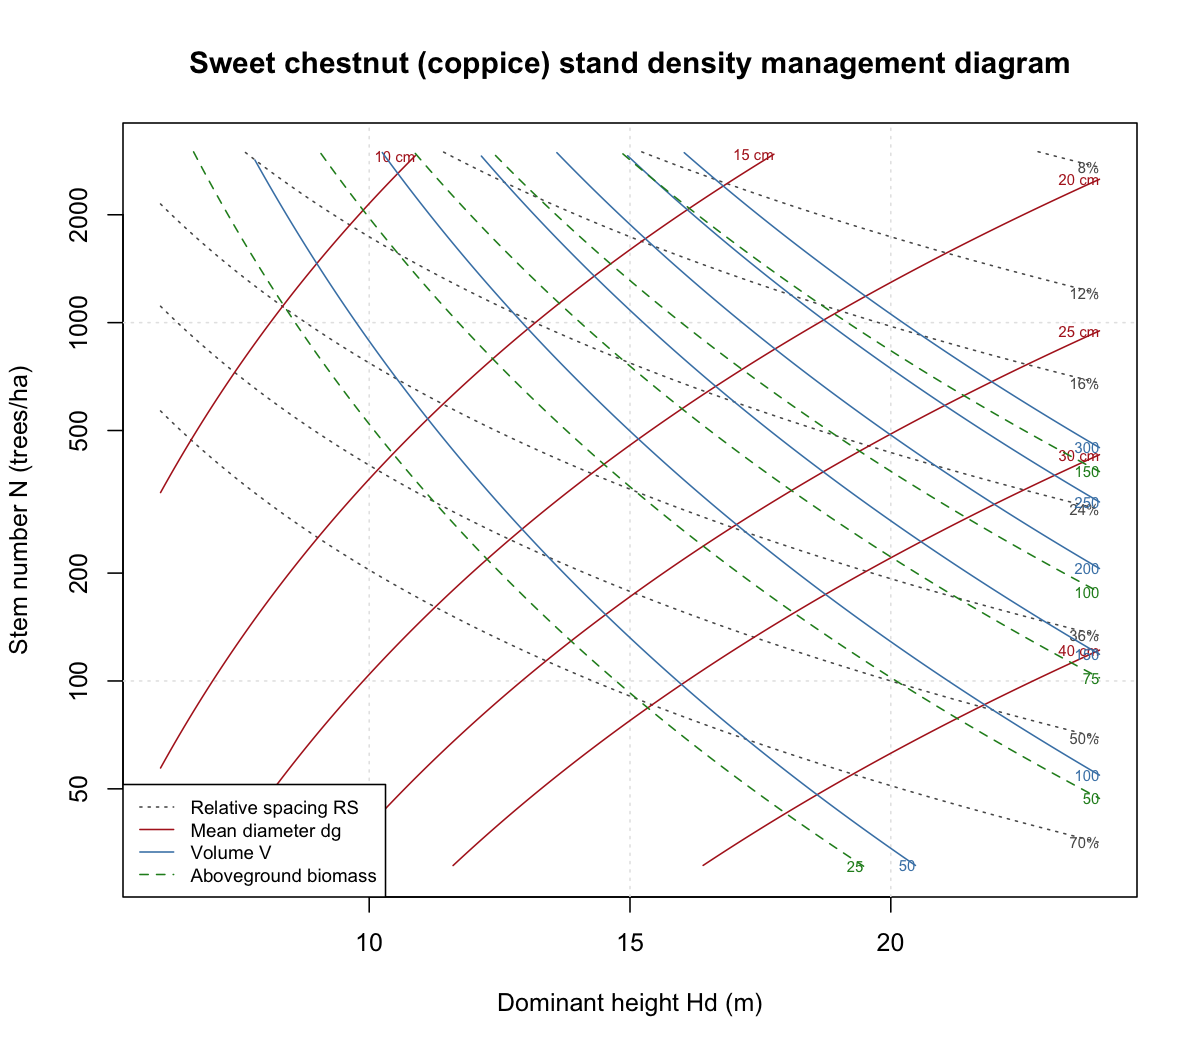 Sweet chestnut (coppice) stand density management diagram
Stem number N (trees/ha)
2000
1000
500
200
100
50
10 cm
15 cm
8%
20 cm
12%
25 cm
16%
300
30 cm
150
250
24%
200
100
36%
40 cm
150
75
50%
100
50
70%
25
50
Relative spacing RS
Mean diameter dg
Volume V
Aboveground biomass
10
15
20
Dominant height Hd (m)